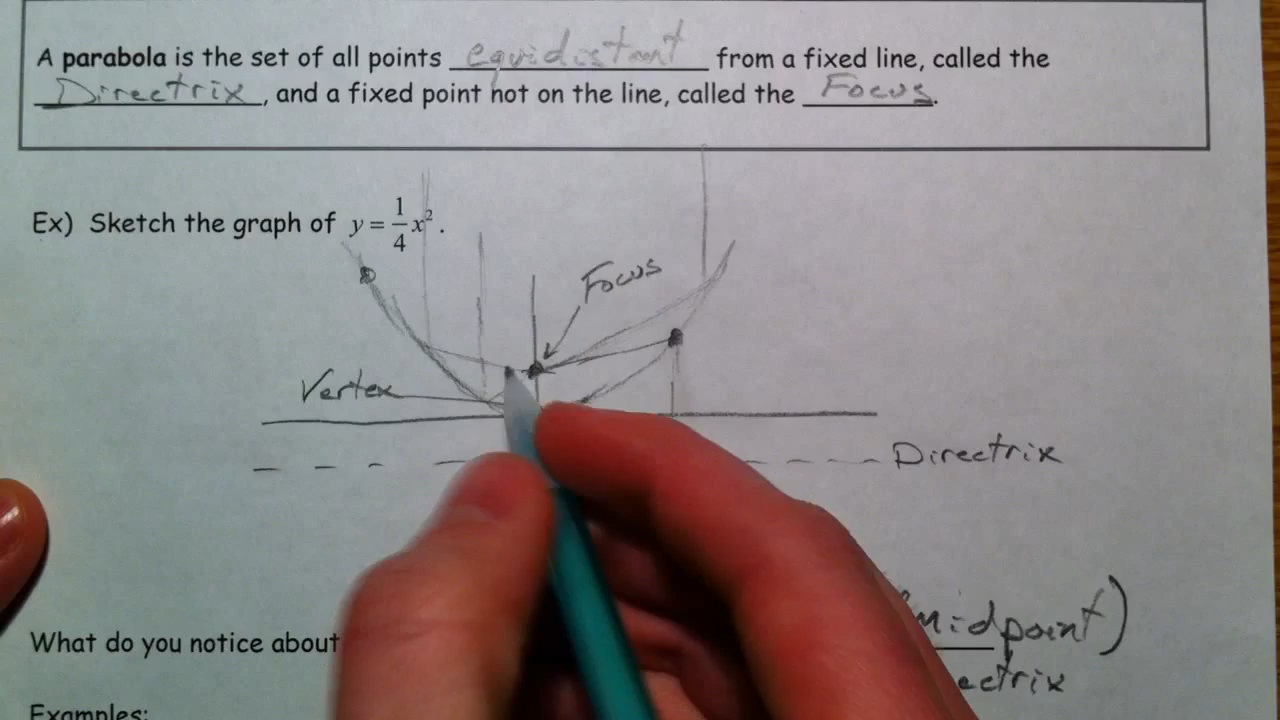 A parabola is the set of all points equidistant from a fixed line, called the
Directrix, and a fixed point not on the line, called the Focus.
Ex) Sketch the graph of y = 1/4 x².
Focus
Vertex
Directrix
midpoint)
What do you notice about
ectrix
Examples: